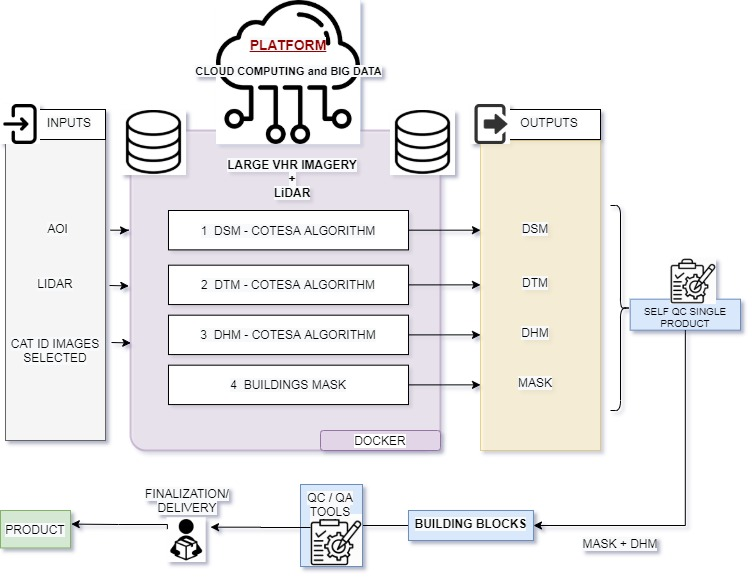 PLATFORM
CLOUD COMPUTING and BIG DATA
INPUTS
OUTPUTS
LARGE VHR IMAGERY
+
LiDAR
AOI
1 DSM - COTESA ALGORITHM
DSM
LIDAR
2 DTM - COTESA ALGORITHM
DTM
SELF QC SINGLE
PRODUCT
CAT ID IMAGES
SELECTED
3 DHM - COTESA ALGORITHM
DHM
4 BUILDINGS MASK
MASK
DOCKER
FINALIZATION/
DELIVERY
QC / QA
TOOLS
PRODUCT
BUILDING BLOCKS
MASK + DHM